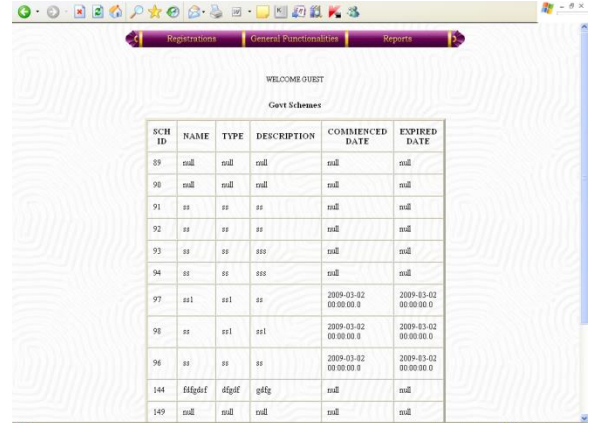 Registrations General Functionalities Reports
WELCOME GUEST
Govt Schemes
SCH ID NAME TYPE DESCRIPTION COMMENCED DATE EXPIRED DATE
89 null null null null null
90 null null null null null
91 ss ss ss null null
92 ss ss ss null null
93 ss ss sss null null
94 ss ss sss null null
97 ss1 ss1 ss 2009-03-02 00:00:00.0 2009-03-02 00:00:00.0
98 ss ss1 ss1 2009-03-02 00:00:00.0 2009-03-02 00:00:00.0
96 ss ss ss 2009-03-02 00:00:00.0 2009-03-02 00:00:00.0
144 fdfgdsf dfgdf gdfg null null
149 null null null null null